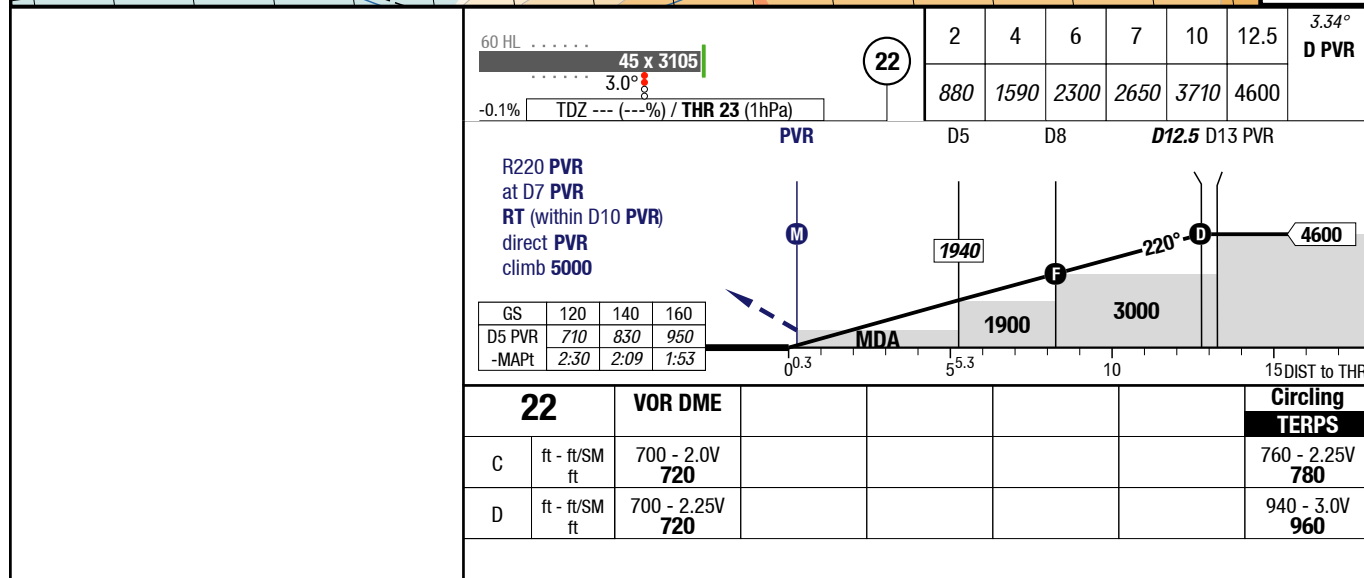 60 HL
45 x 3105
3.0°
-0.1% TDZ --- (---%) / THR 23 (1hPa)
22 2 4 6 7 10 12.5 3.34° D PVR
880 1590 2300 2650 3710 4600
PVR D5 D8 D12.5 D13 PVR
R220 PVR
at D7 PVR
RT (within D10 PVR)
direct PVR
climb 5000
M 1940 F 220° D 4600
MDA 1900 3000
GS 120 140 160
D5 PVR 710 830 950
-MAPt 2:30 2:09 1:53
0 0.3 5 5.3 10 15 DIST to THR
22 VOR DME Circling
TERPS
C ft - ft/SM 700 - 2.0V 760 - 2.25V
ft 720 780
D ft - ft/SM 700 - 2.25V 940 - 3.0V
ft 720 960